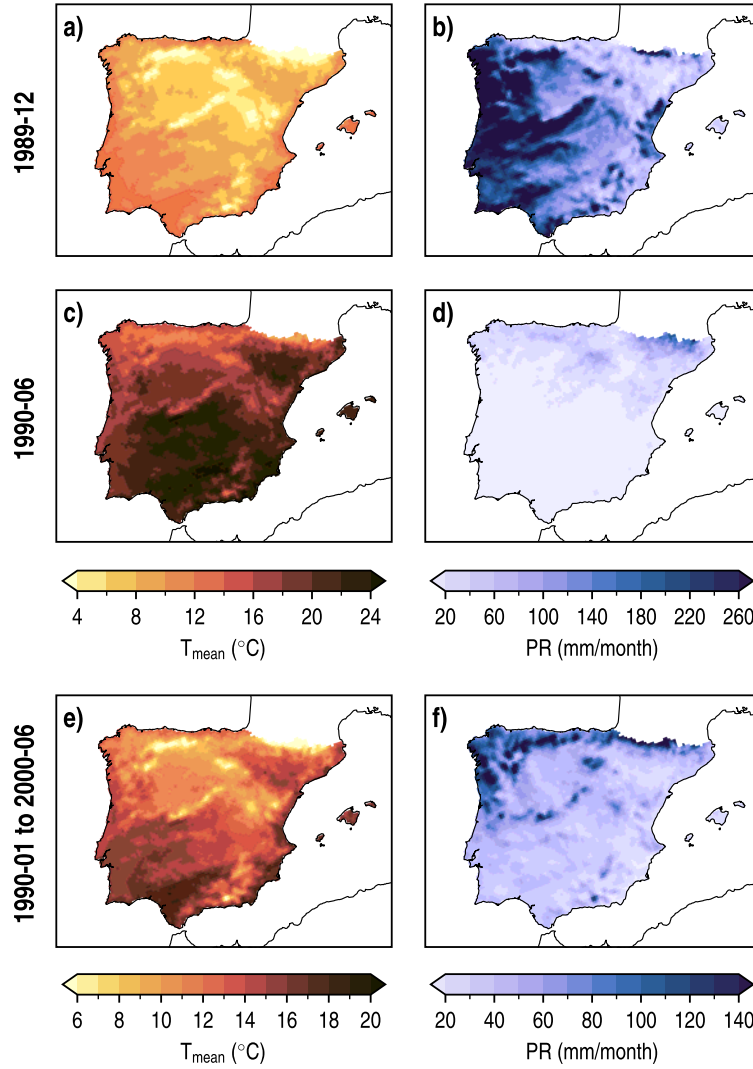 a)
b)
1989-12
c)
d)
1990-06
4 8 12 16 20 24
T_mean (°C)
20 60 100 140 180 220 260
PR (mm/month)
e)
f)
1990-01 to 2000-06
6 8 10 12 14 16 18 20
T_mean (°C)
20 40 60 80 100 120 140
PR (mm/month)